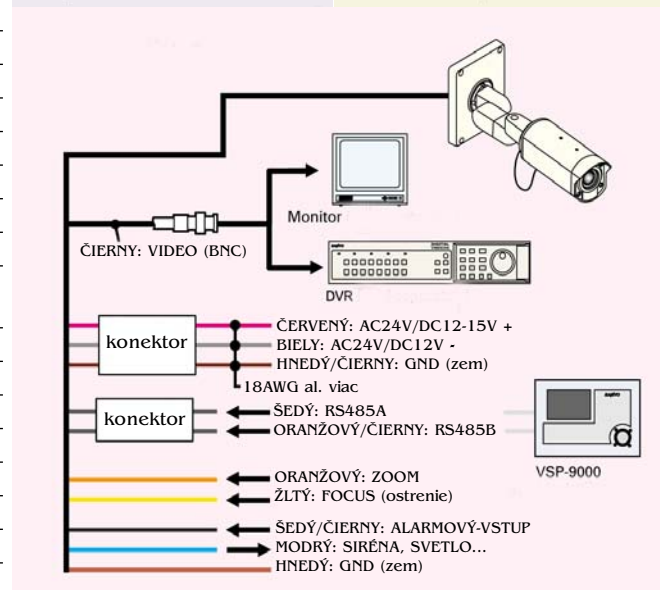 Monitor
ČIERNY: VIDEO (BNC)
DVR
konektor
ČERVENÝ: AC24V/DC12-15V +
BIELY: AC24V/DC12V -
HNEDÝ/ČIERNY: GND (zem)
18AWG al. viac
konektor
ŠEDÝ: RS485A
ORANŽOVÝ/ČIERNY: RS485B
VSP-9000
ORANŽOVÝ: ZOOM
ŽLTÝ: FOCUS (ostrenie)
ŠEDÝ/ČIERNY: ALARMOVÝ-VSTUP
MODRÝ: SIRÉNA, SVETLO...
HNEDÝ: GND (zem)